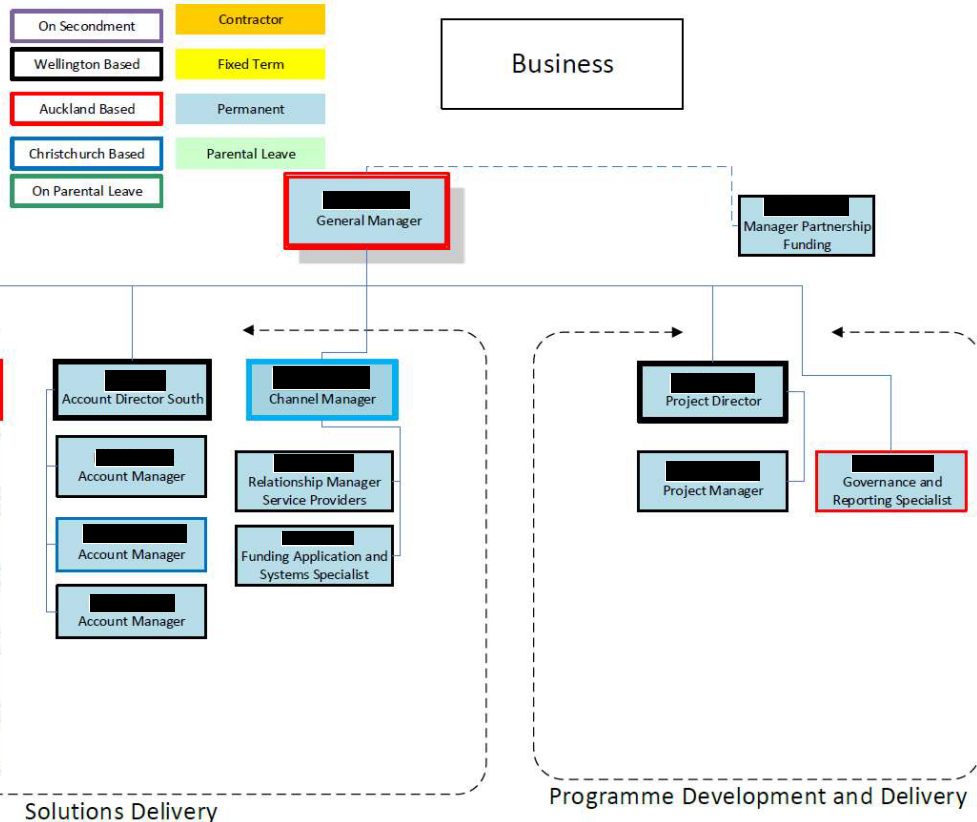 On Secondment
Contractor
Wellington Based
Fixed Term
Auckland Based
Permanent
Christchurch Based
Parental Leave
On Parental Leave
Business
General Manager
Manager Partnership
Funding
Account Director South
Channel Manager
Project Director
Account Manager
Relationship Manager
Service Providers
Project Manager
Governance and
Reporting Specialist
Account Manager
Funding Application and
Systems Specialist
Account Manager
Solutions Delivery
Programme Development and Delivery